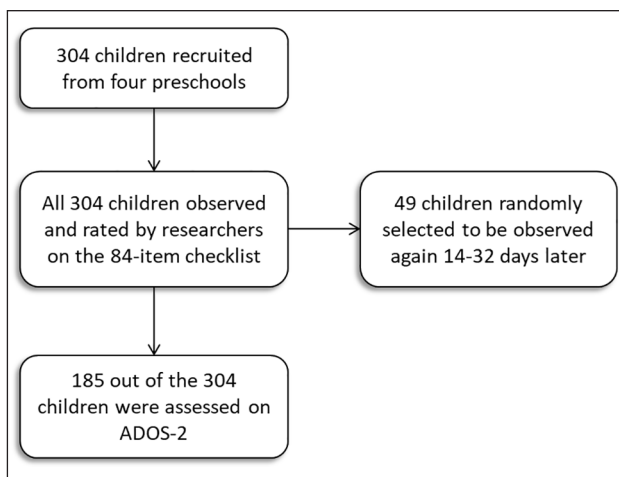 304 children recruited
from four preschools
All 304 children observed
and rated by researchers
on the 84-item checklist
49 children randomly
selected to be observed
again 14-32 days later
185 out of the 304
children were assessed on
ADOS-2